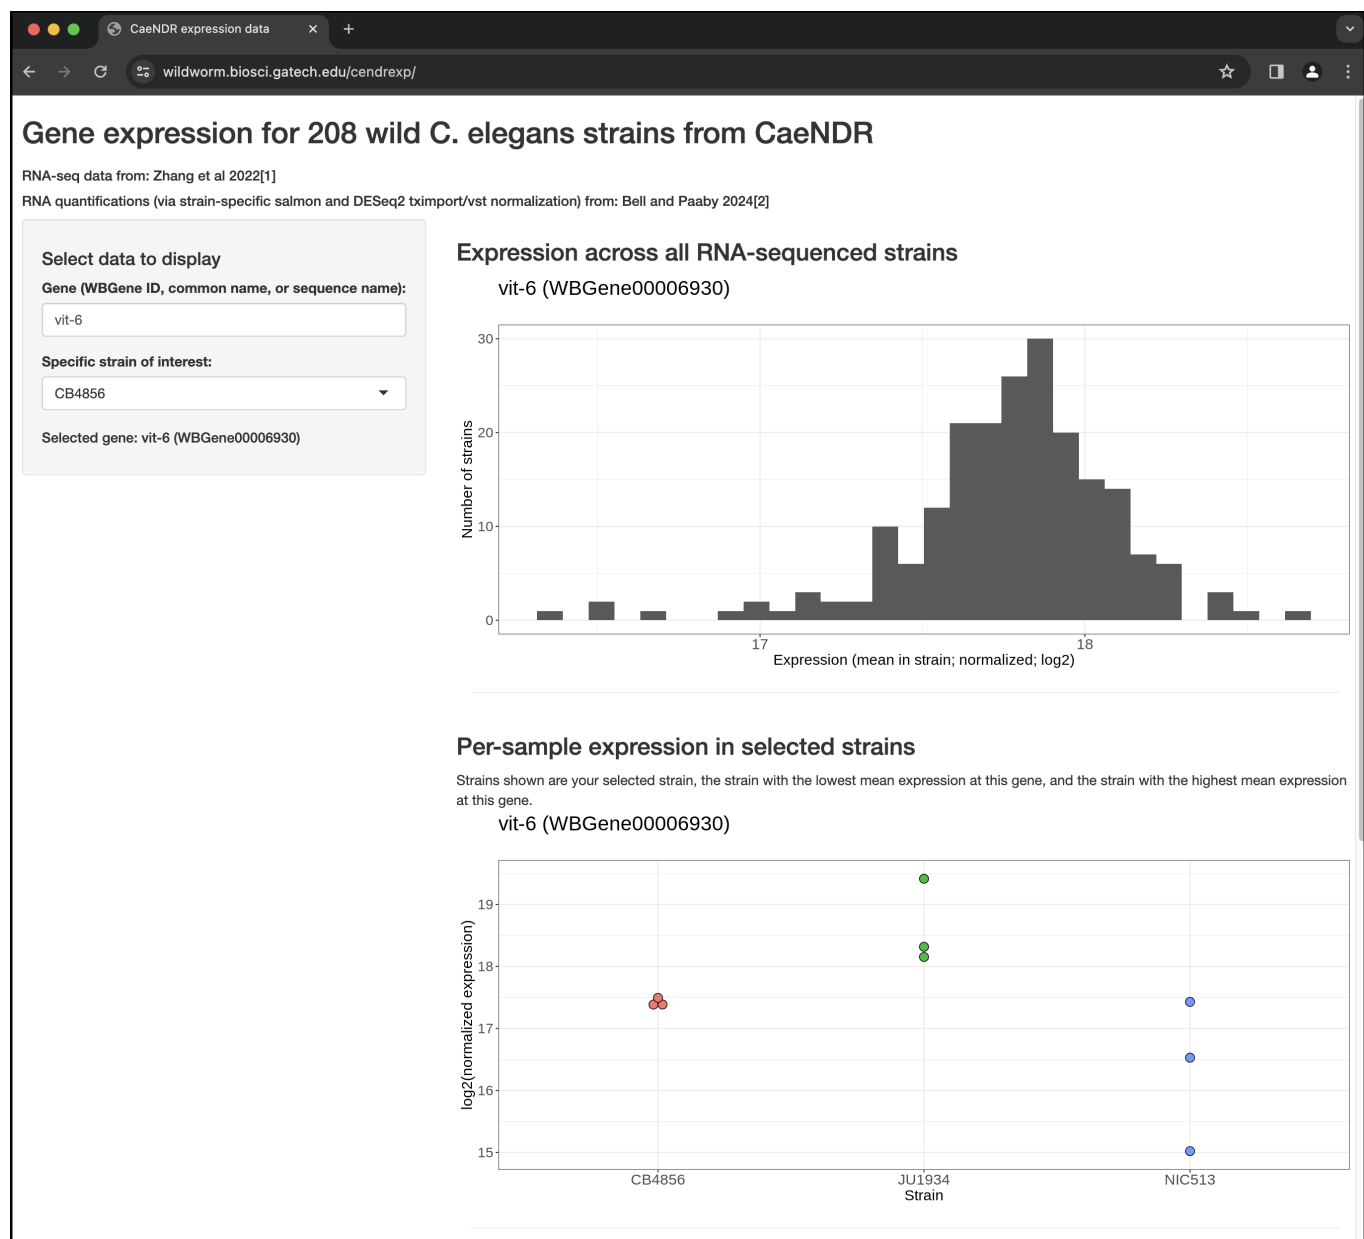 CaeNDR expression data
wildworm.biosci.gatech.edu/cendrexp/
Gene expression for 208 wild C. elegans strains from CaeNDR
RNA-seq data from: Zhang et al 2022[1]
RNA quantifications (via strain-specific salmon and DESeq2 tximport/vst normalization) from: Bell and Paaby 2024[2]
Select data to display
Gene (WBGene ID, common name, or sequence name):
vit-6
Specific strain of interest:
CB4856
Selected gene: vit-6 (WBGene00006930)
Expression across all RNA-sequenced strains
vit-6 (WBGene00006930)
Number of strains
30
20
10
0
17 18
Expression (mean in strain; normalized; log2)
Per-sample expression in selected strains
Strains shown are your selected strain, the strain with the lowest mean expression at this gene, and the strain with the highest mean expression
at this gene.
vit-6 (WBGene00006930)
log2(normalized expression)
19
18
17
16
15
CB4856 JU1934 NIC513
Strain